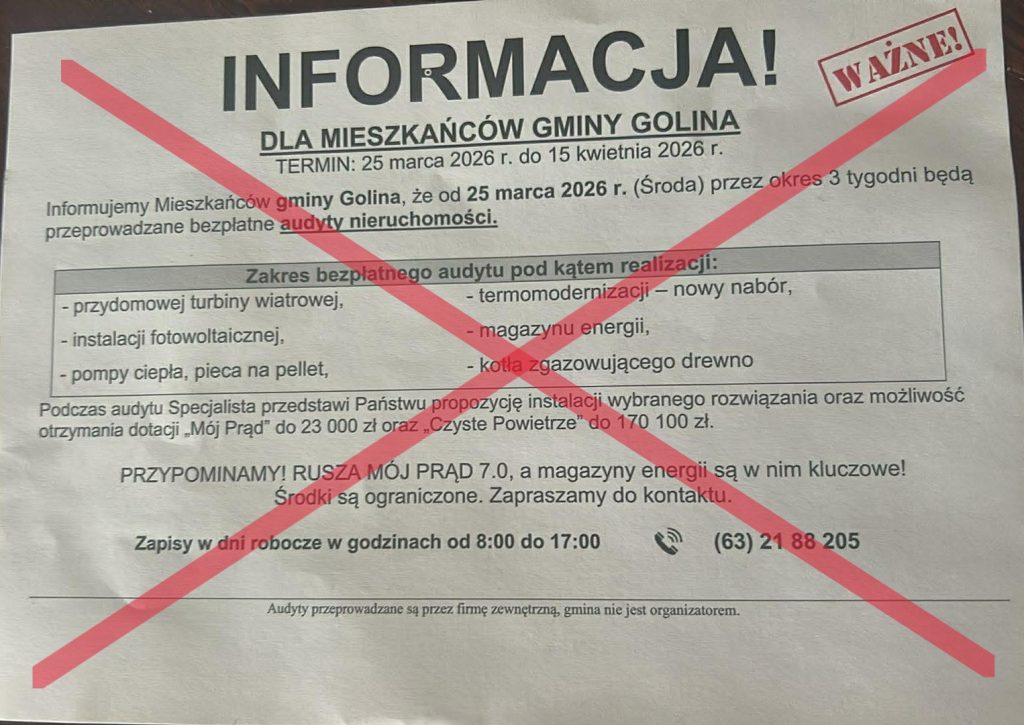 INFORMACJA!
WAŻNE!
DLA MIESZKAŃCÓW GMINY GOLINA
TERMIN: 25 marca 2026 r. do 15 kwietnia 2026 r.
Informujemy Mieszkańców gminy Golina, że od 25 marca 2026 r. (Środa) przez okres 3 tygodni będą
przeprowadzane bezpłatne audyty nieruchomości.
Zakres bezpłatnego audytu pod kątem realizacji:
- przydomowej turbiny wiatrowej,
- termomodernizacji – nowy nabór,
- instalacji fotowoltaicznej,
- magazynu energii,
- pompy ciepła, pieca na pellet,
- kotła zgazowującego drewno
Podczas audytu Specjalista przedstawi Państwu propozycję instalacji wybranego rozwiązania oraz możliwość
otrzymania dotacji „Mój Prąd” do 23 000 zł oraz „Czyste Powietrze” do 170 100 zł.
PRZYPOMINAMY! RUSZA MÓJ PRĄD 7.0, a magazyny energii są w nim kluczowe!
Środki są ograniczone. Zapraszamy do kontaktu.
Zapisy w dni robocze w godzinach od 8:00 do 17:00 (63) 21 88 205
Audyty przeprowadzane są przez firmę zewnętrzną, gmina nie jest organizatorem.